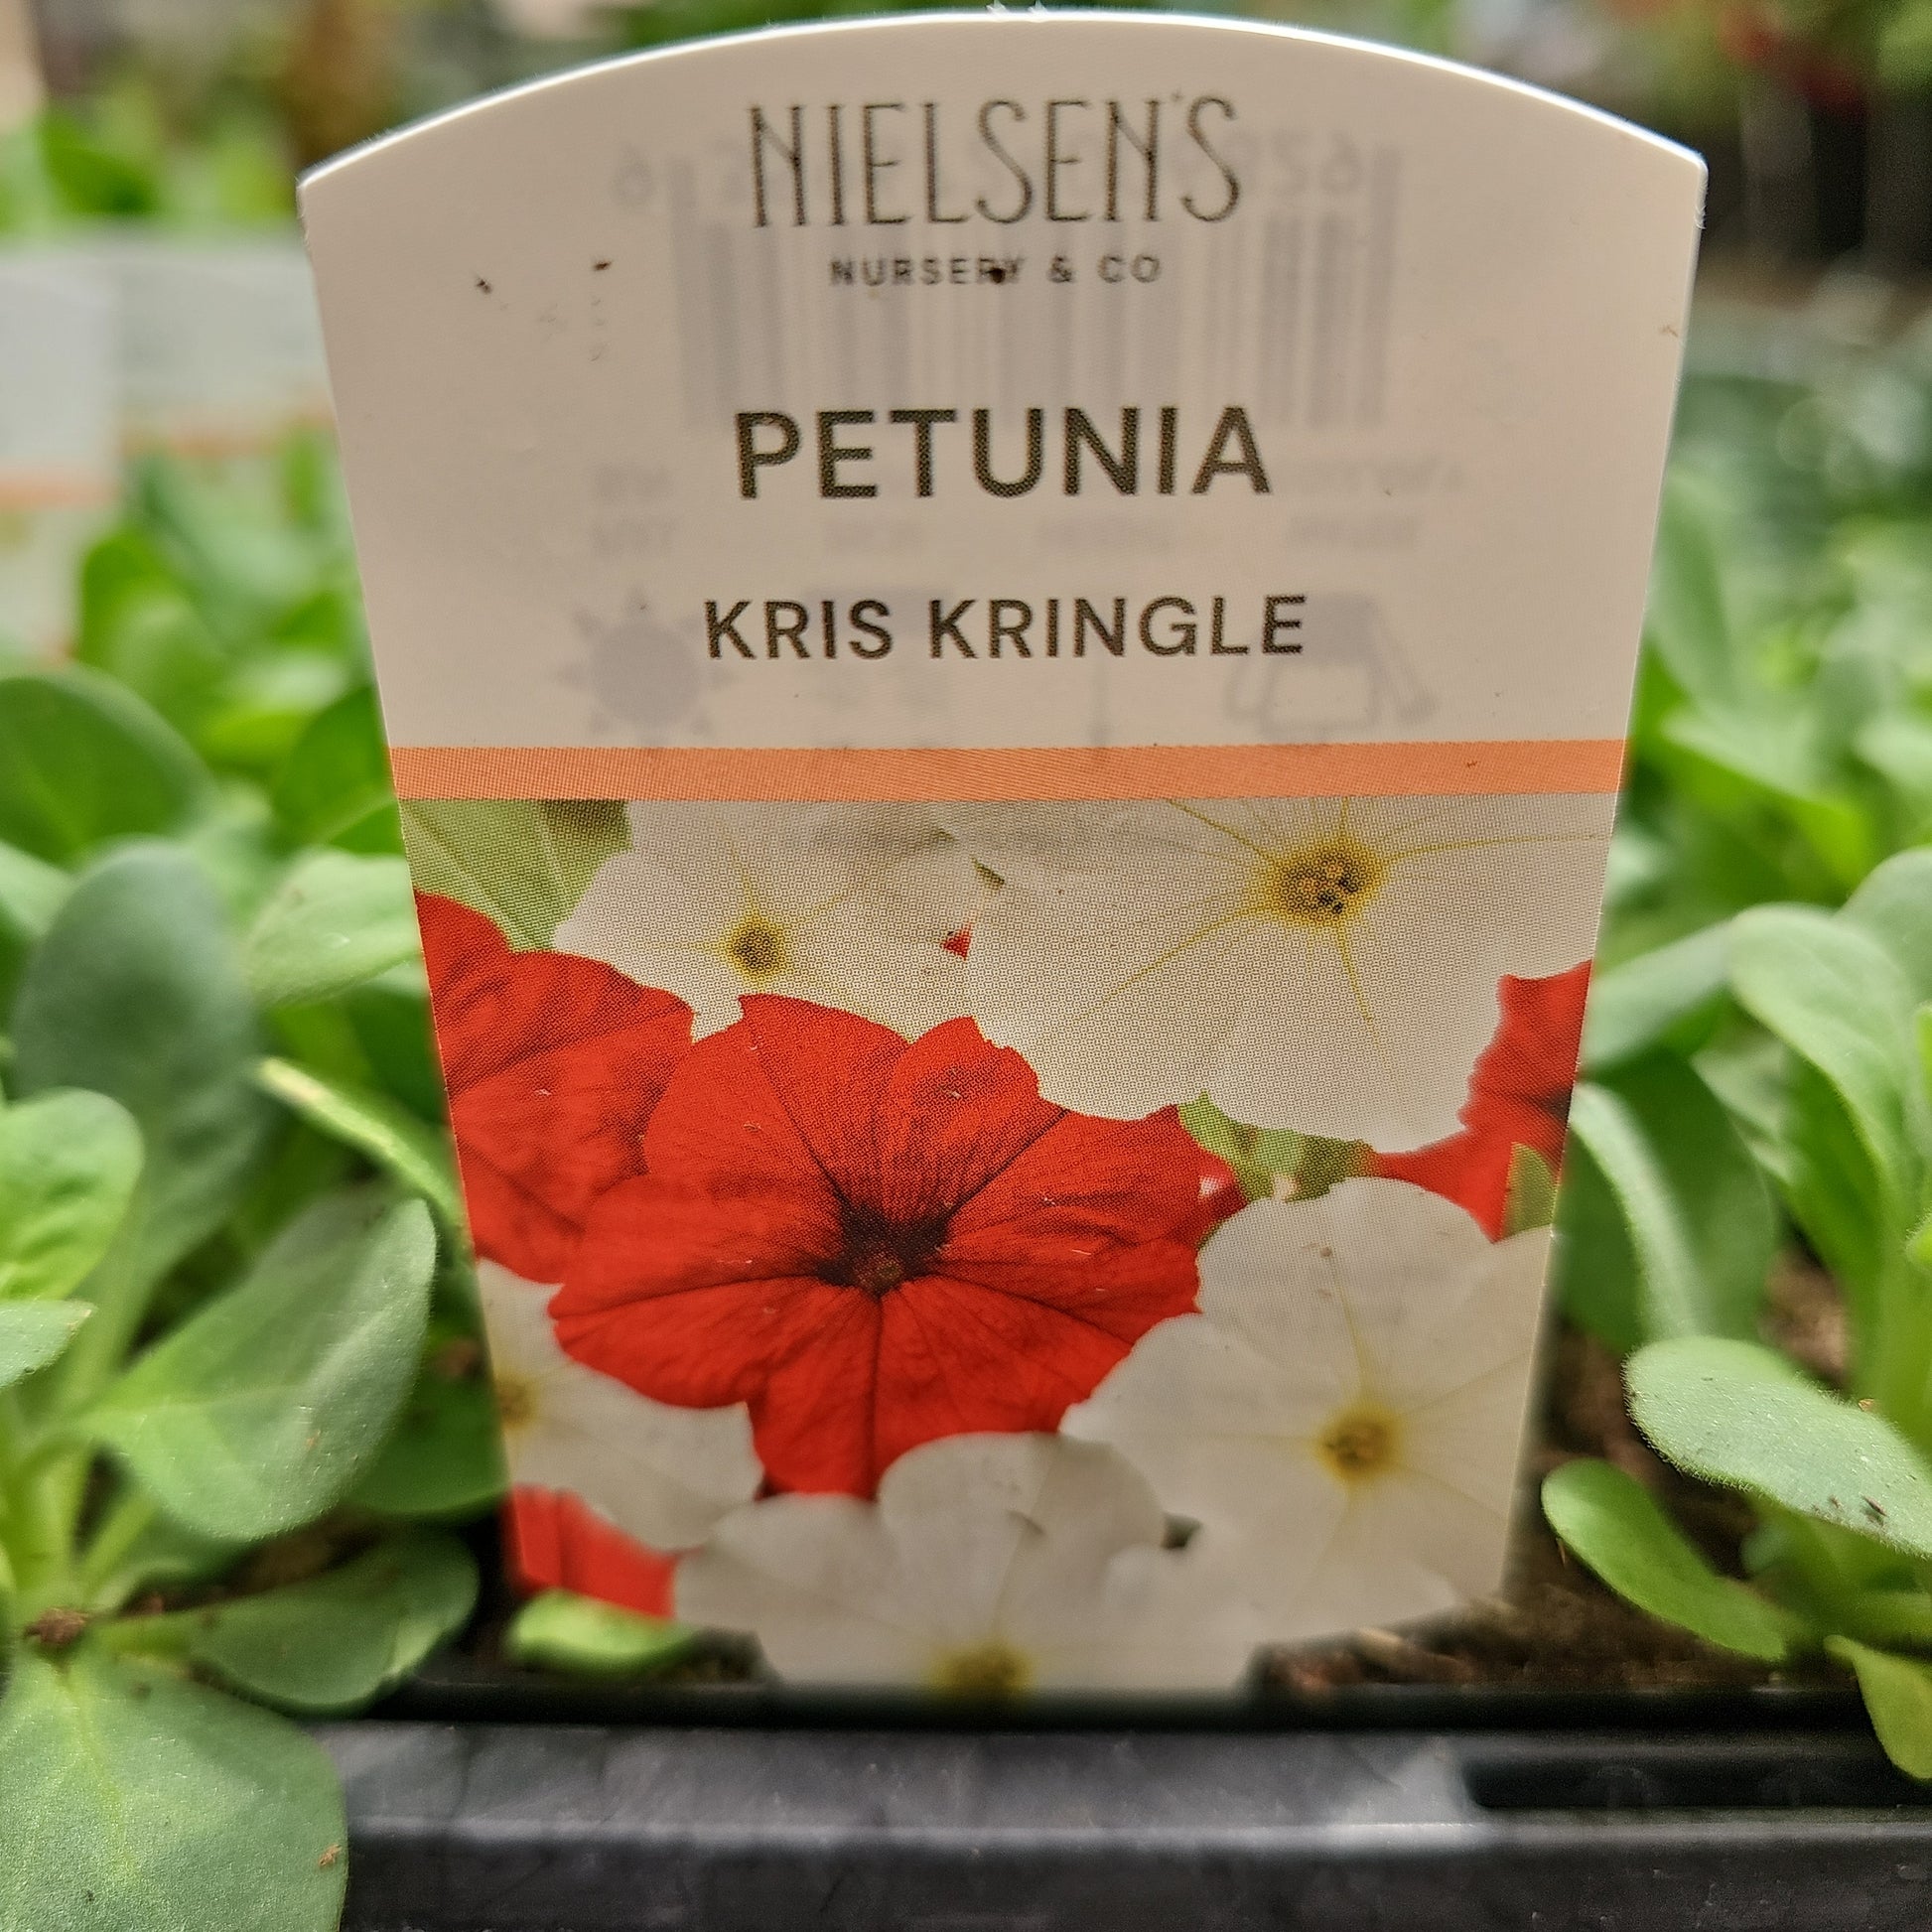 NIELSEN'S
NURSERY & CO
PETUNIA
KRIS KRINGLE